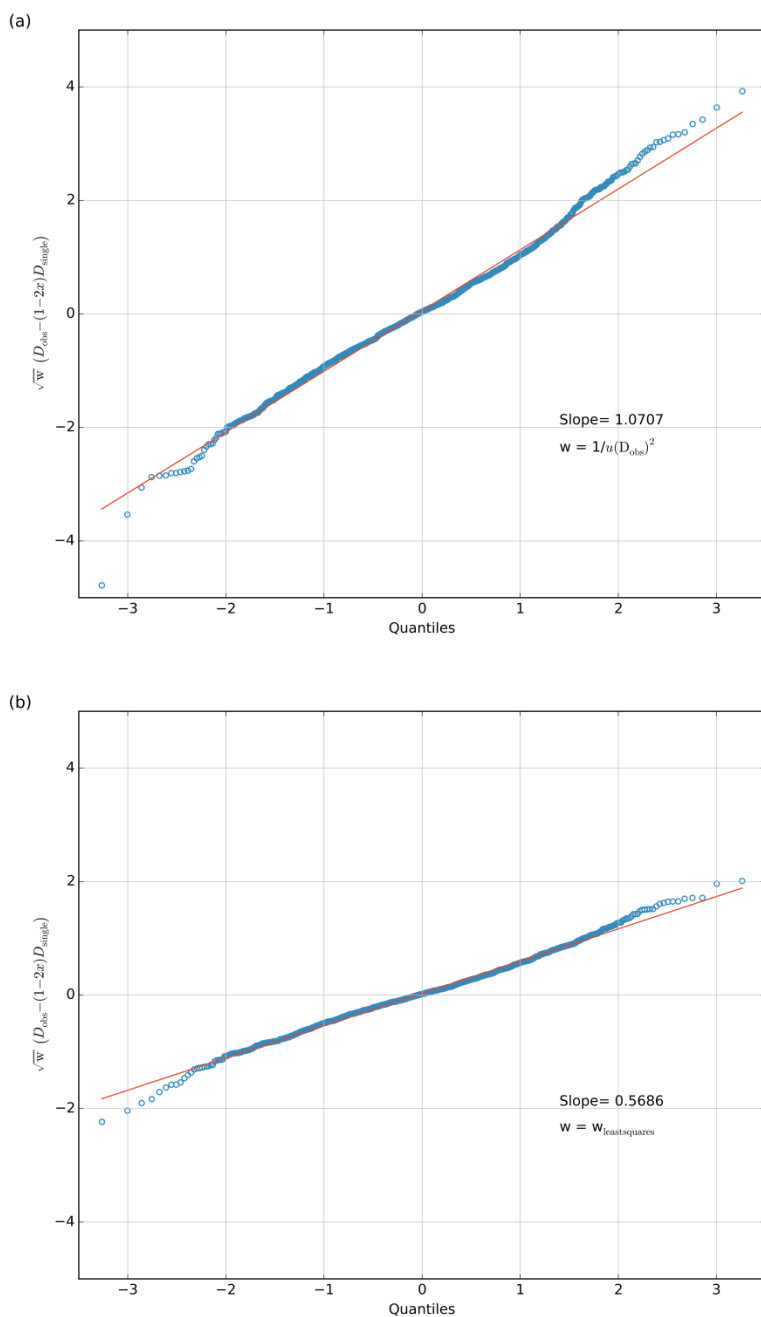 (a)
4
2
0
−2
−4
√w (D_obs−(1−2x)D_single)
Slope= 1.0707
w = 1/u(D_obs)²
−3 −2 −1 0 1 2 3
Quantiles
(b)
4
2
0
−2
−4
√w (D_obs−(1−2x)D_single)
Slope= 0.5686
w = w_leastsquares
−3 −2 −1 0 1 2 3
Quantiles